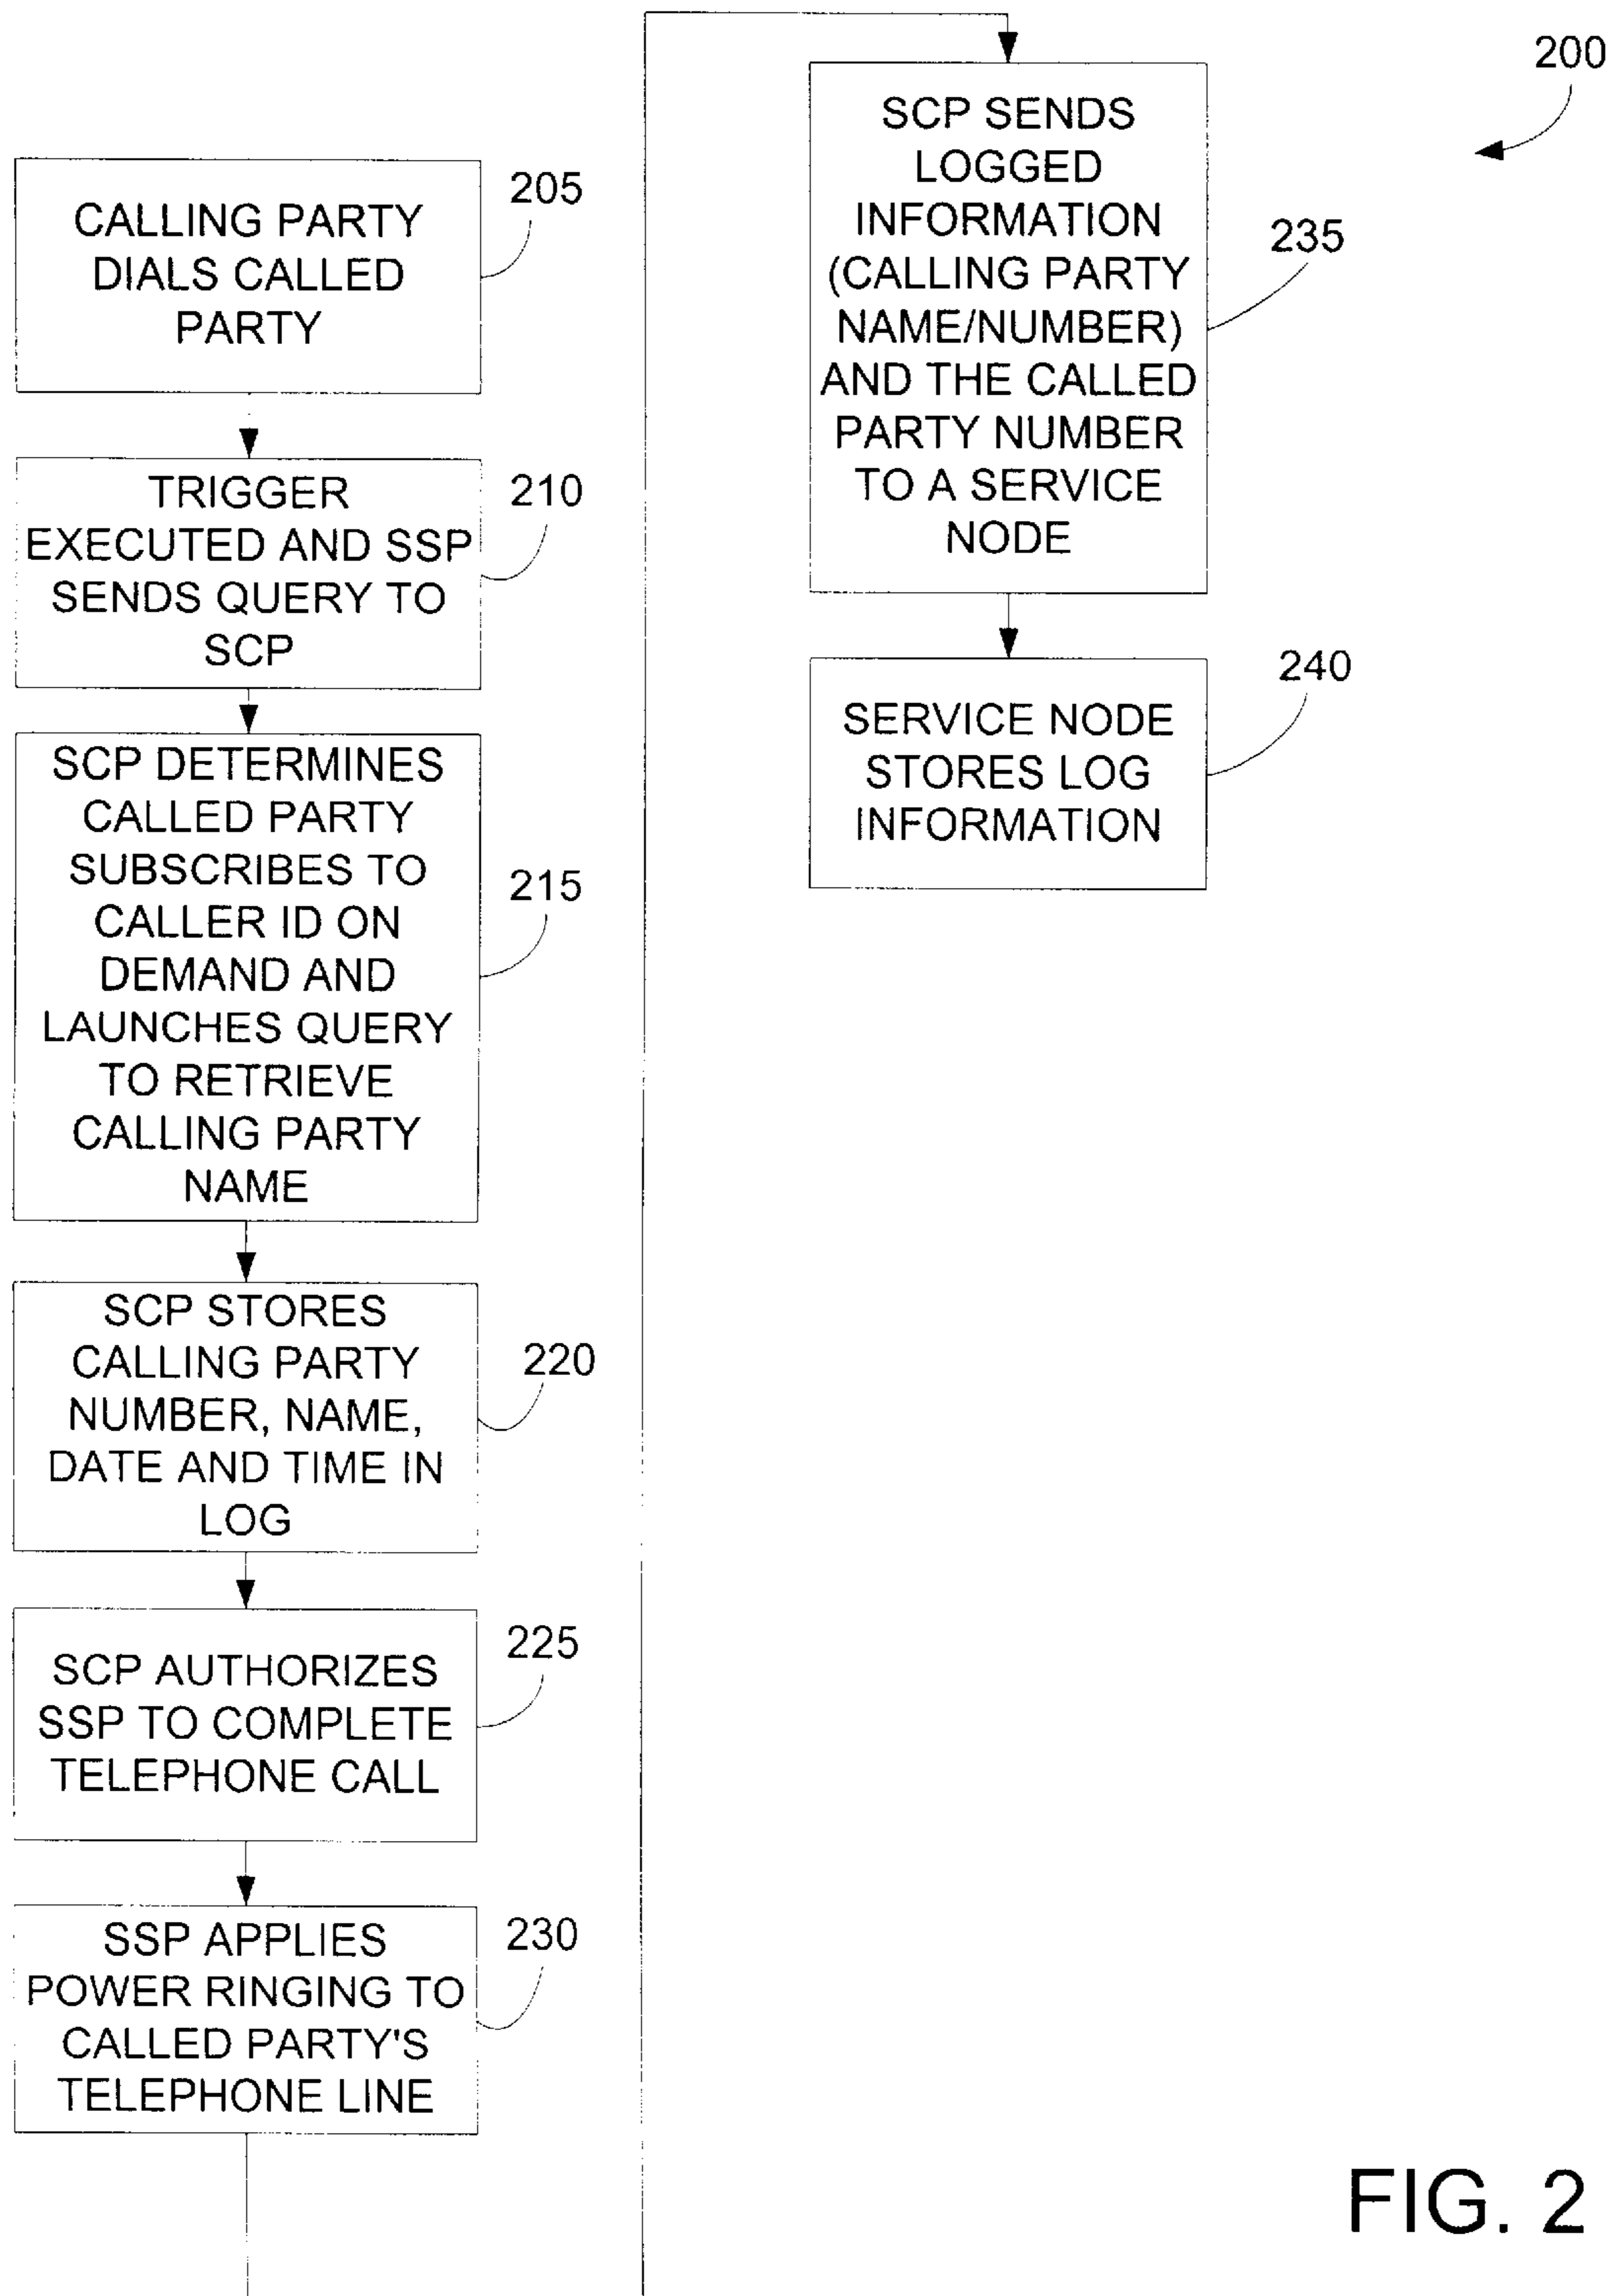 CALLING PARTY
DIALS CALLED
PARTY
205
TRIGGER
EXECUTED AND SSP
SENDS QUERY TO
SCP
210
SCP DETERMINES
CALLED PARTY
SUBSCRIBES TO
CALLER ID ON
DEMAND AND
LAUNCHES QUERY
TO RETRIEVE
CALLING PARTY
NAME
215
SCP STORES
CALLING PARTY
NUMBER, NAME,
DATE AND TIME IN
LOG
220
SCP AUTHORIZES
SSP TO COMPLETE
TELEPHONE CALL
225
SSP APPLIES
POWER RINGING TO
CALLED PARTY'S
TELEPHONE LINE
230
SCP SENDS
LOGGED
INFORMATION
(CALLING PARTY
NAME/NUMBER)
AND THE CALLED
PARTY NUMBER
TO A SERVICE
NODE
235
SERVICE NODE
STORES LOG
INFORMATION
240
200
FIG. 2